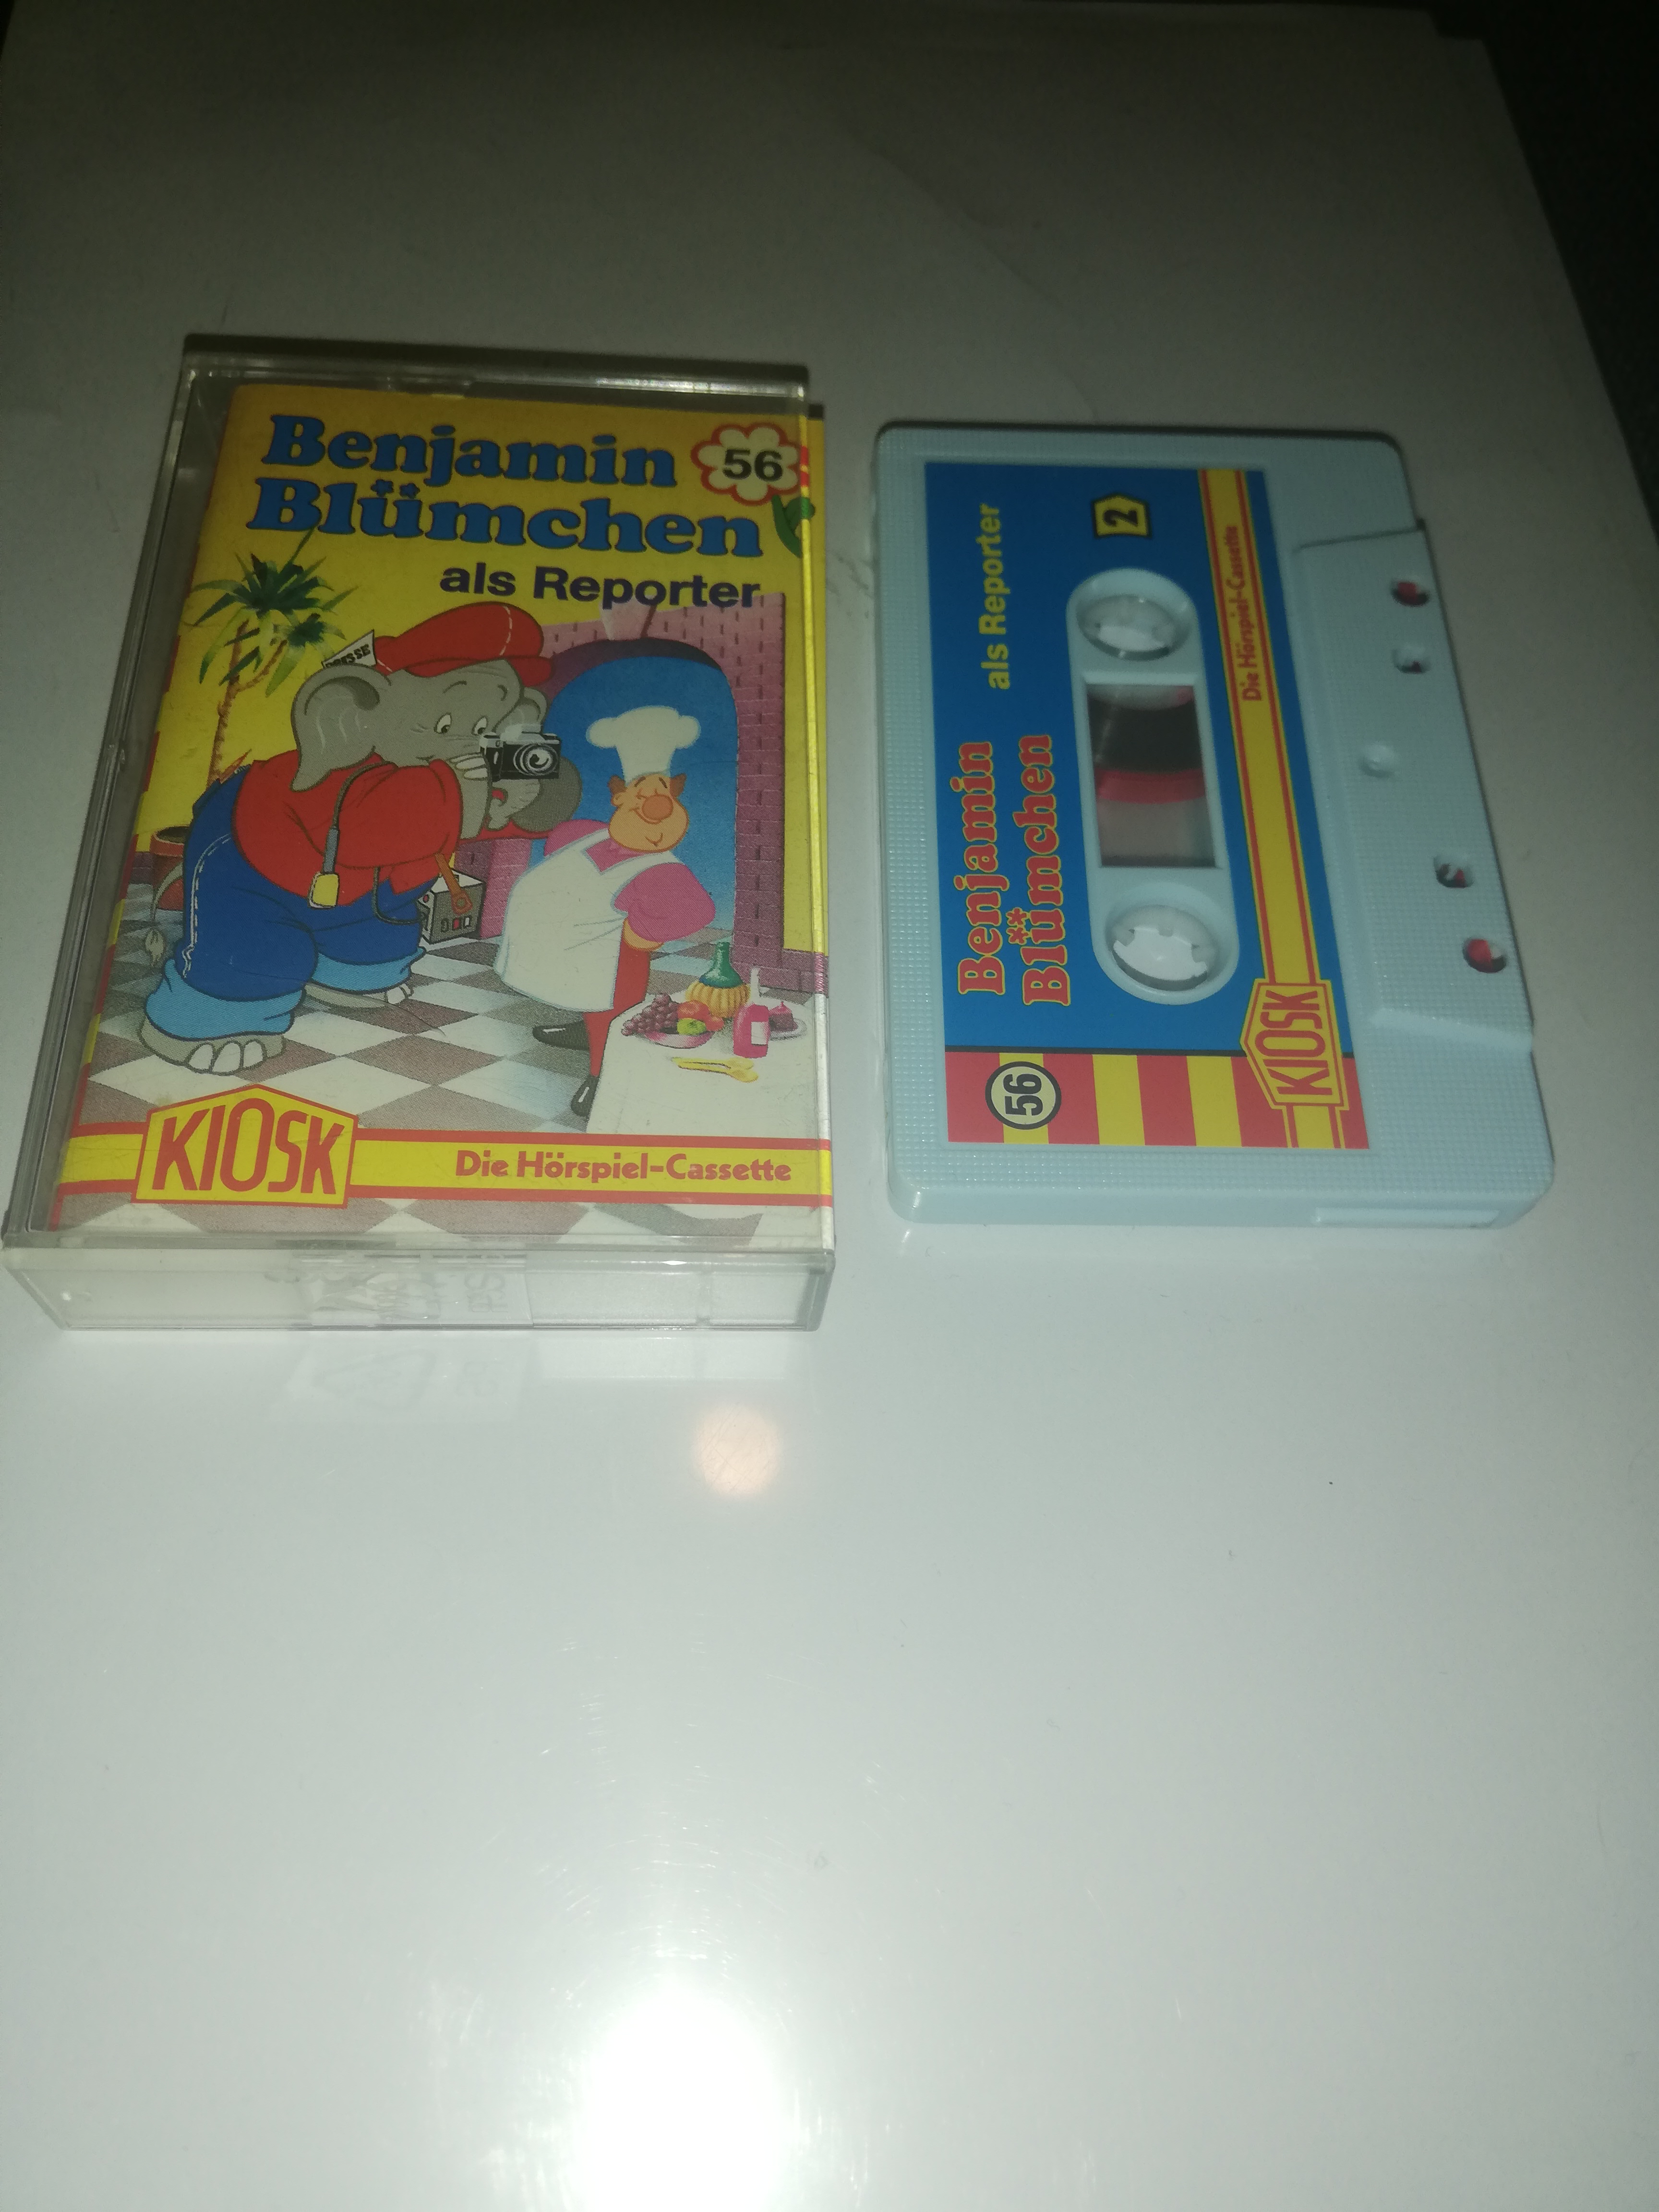 Benjamin
Blümchen
56
als Reporter
PRESSE
KIOSK
Die Hörspiel-Cassette
Benjamin
Blümchen
als Reporter
2
56
KIOSK
Die Hörspiel-Cassette